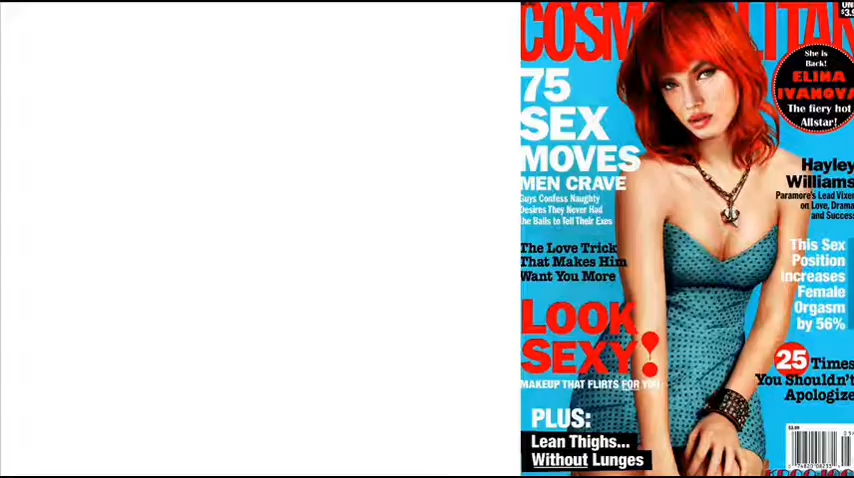 COSMOPOLITAN
$3.9
75
SEX
MOVES
MEN CRAVE
Guys Confess Naughty
Desires They Never Had
the Balls to Tell Their Exes
The Love Trick
That Makes Him
Want You More
LOOK
SEXY!
MAKEUP THAT FLIRTS FOR YOU
PLUS:
Lean Thighs...
Without Lunges
She is
Back!
ELINA
IVANOVA
The fiery hot
Allstar!
Hayley
Williams
Paramore's Lead Vixen
on Love, Drama
and Success
This Sex
Position
Increases
Female
Orgasm
by 56%
25 Times
You Shouldn't
Apologize